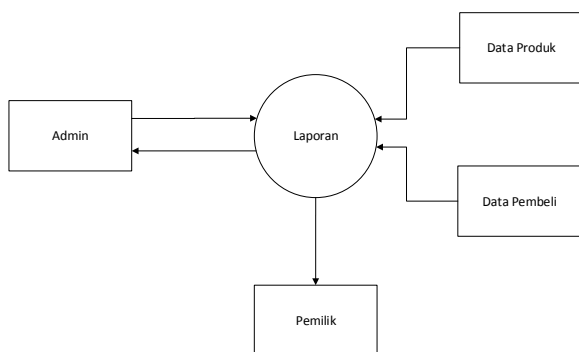 Data Produk
Admin
Laporan
Data Pembeli
Pemilik